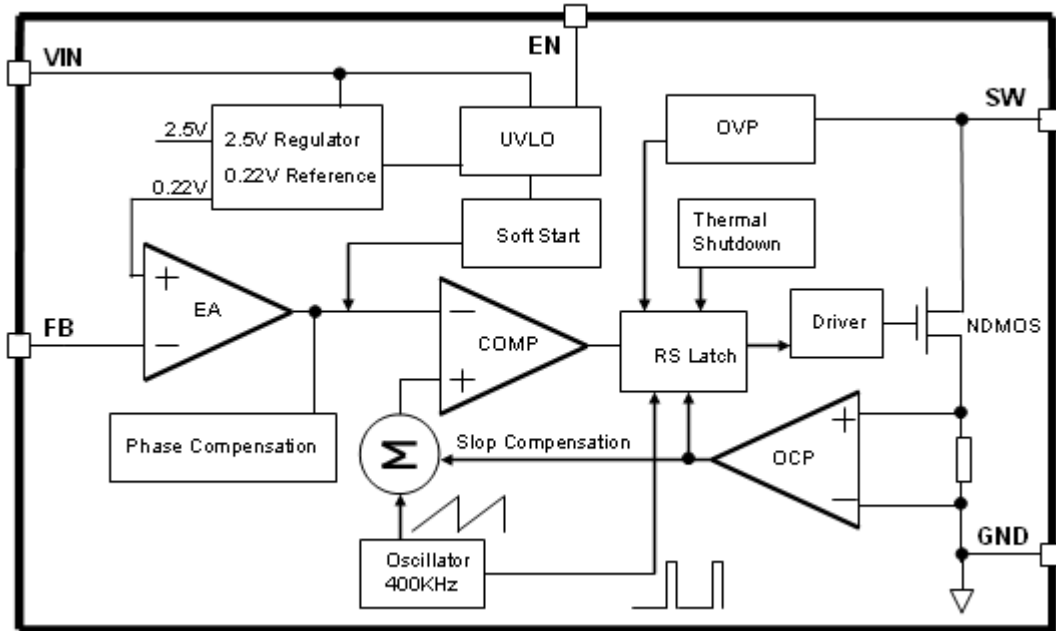 EN
VIN
SW
2.5V
2.5V Regulator
0.22V Reference
0.22V
UVLO
OVP
Soft Start
Thermal
Shutdown
+
EA
−
FB
−
COMP
+
RS Latch
Driver
NDMOS
Phase Compensation
Σ
Slop Compensation
+
OCP
−
Oscillator
400KHz
GND